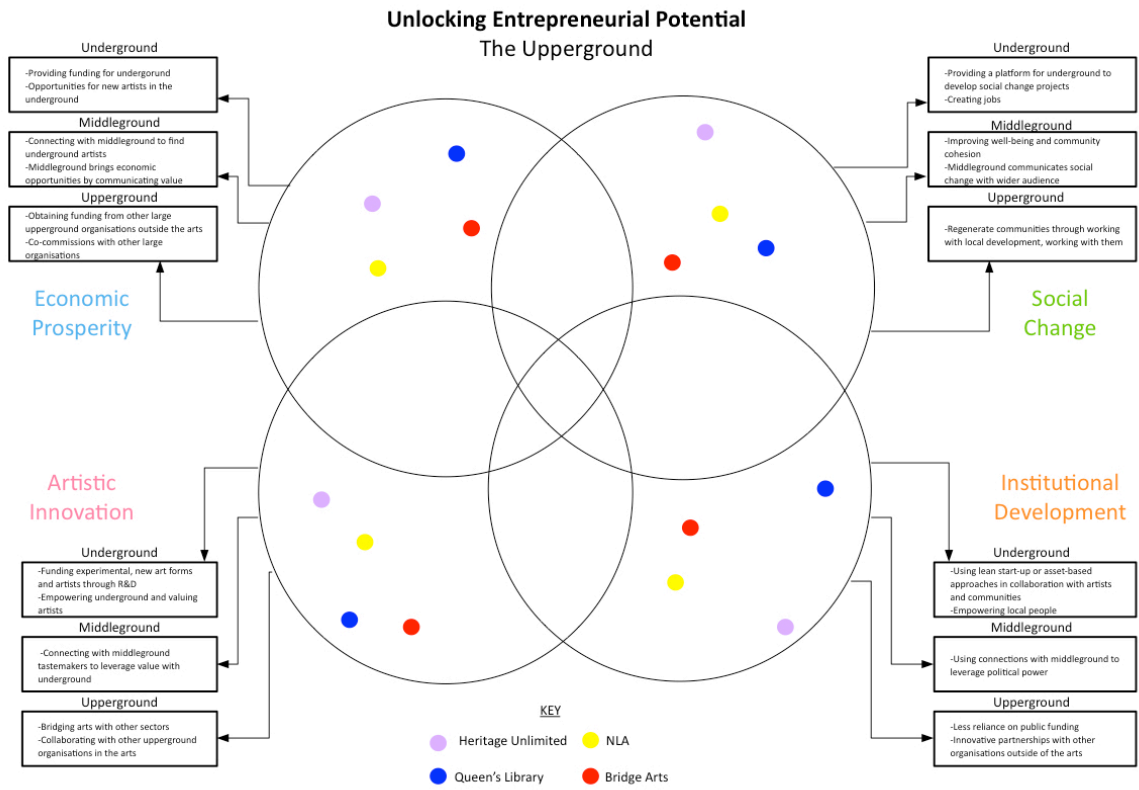 Unlocking Entrepreneurial Potential
The Upperground
Underground
-Providing funding for undergorund
-Opportunities for new artists in the
underground
Middleground
-Connecting with middleground to find
underground artists
-Middleground brings economic
opportunities by communicating value
Upperground
-Obtaining funding from other large
upperground organisations outside the arts
-Co-commissions with other large
organisations
Economic
Prosperity
Underground
-Providing a platform for underground to
develop social change projects
-Creating jobs
Middleground
-Improving well-being and community
cohesion
-Middleground communicates social
change with wider audience
Upperground
-Regenerate communities through working
with local development, working with them
Social
Change
Artistic
Innovation
Underground
-Funding experimental, new art forms
and artists through R&D
-Empowering underground and valuing
artists
Middleground
-Connecting with middleground
tastemakers to leverage value with
underground
Upperground
-Bridging arts with other sectors
-Collaborating with other upperground
organisations in the arts
Institutional
Development
Underground
-Using lean start-up or asset-based
approaches in collaboration with artists
and communities
-Empowering local people
Middleground
-Using connections with middleground to
leverage political power
Upperground
-Less reliance on public funding
-Innovative partnerships with other
organisations outside of the arts
KEY
Heritage Unlimited
NLA
Queen's Library
Bridge Arts